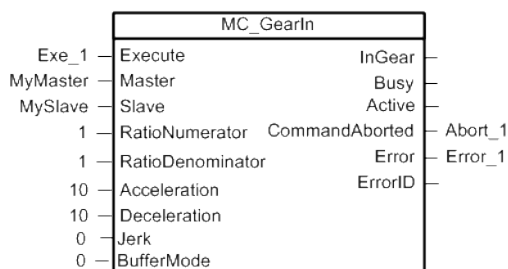 MC_GearIn
Exe_1 Execute InGear
MyMaster Master Busy
MySlave Slave Active
1 RatioNumerator CommandAborted Abort_1
1 RatioDenominator Error Error_1
10 Acceleration ErrorID
10 Deceleration
0 Jerk
0 BufferMode